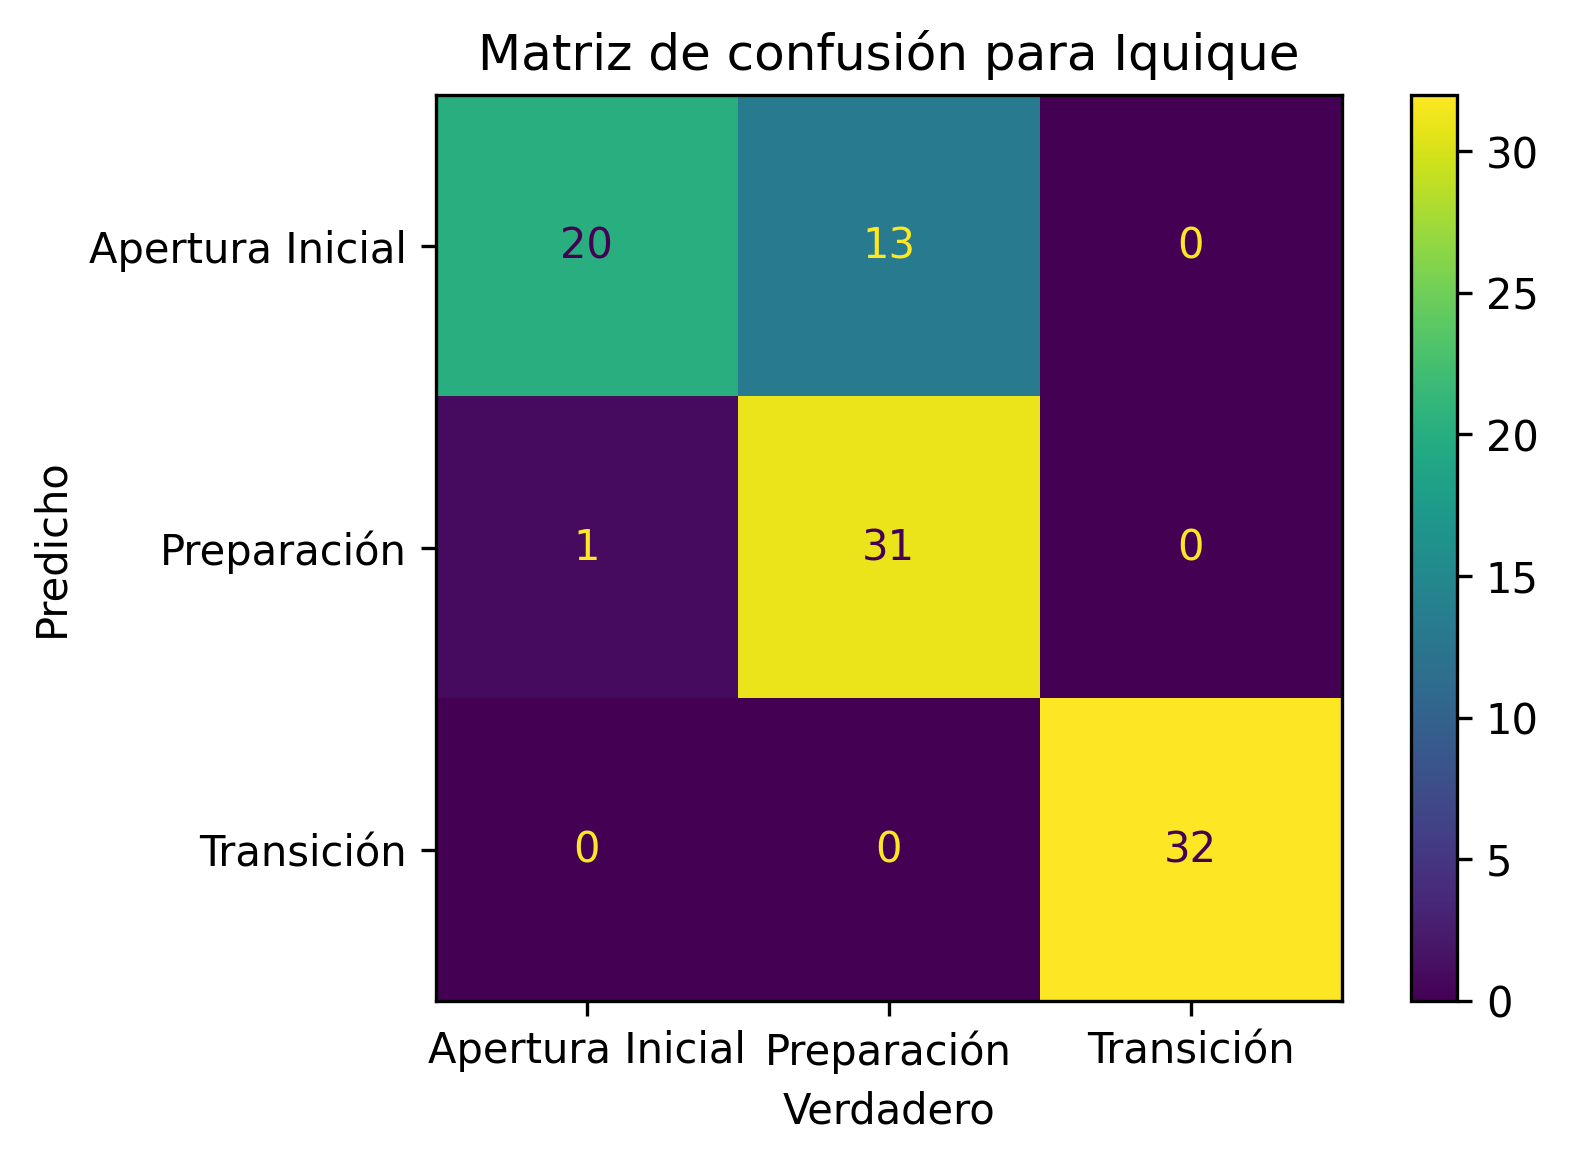 Matriz de confusión para Iquique
Predicho
Apertura Inicial
20 13 0
Preparación
1 31 0
Transición
0 0 32
Apertura Inicial Preparación Transición
Verdadero
30
25
20
15
10
5
0